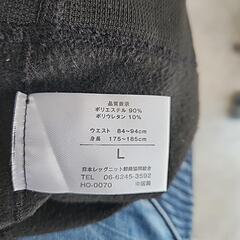 品質表示
ポリエステル 90%
ポリウレタン 10%
ウエスト 84~94cm
身長 175~185cm
L
日本レッグニット卸商協同組合
TEL 06-6245-3592
HO-0070 中国製